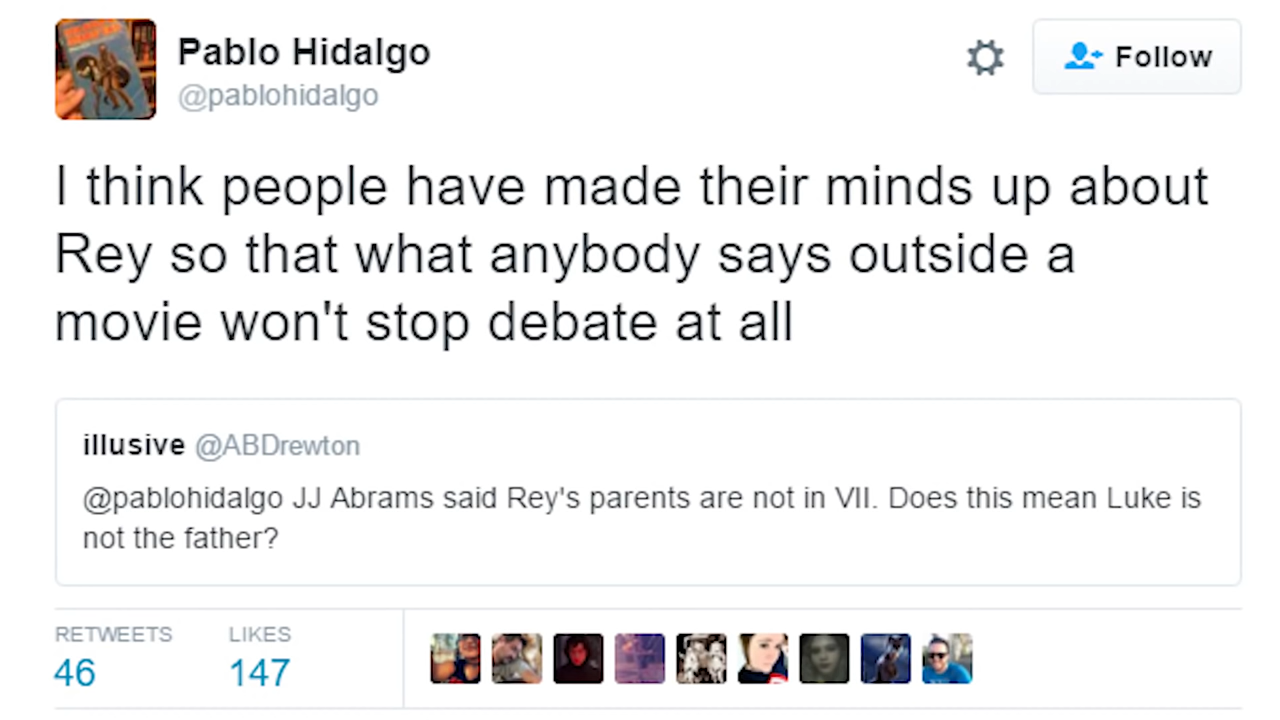 Pablo Hidalgo
@pablohidalgo
Follow
I think people have made their minds up about
Rey so that what anybody says outside a
movie won't stop debate at all
illusive @ABDrewton
@pablohidalgo JJ Abrams said Rey's parents are not in VII. Does this mean Luke is
not the father?
RETWEETS LIKES
46 147